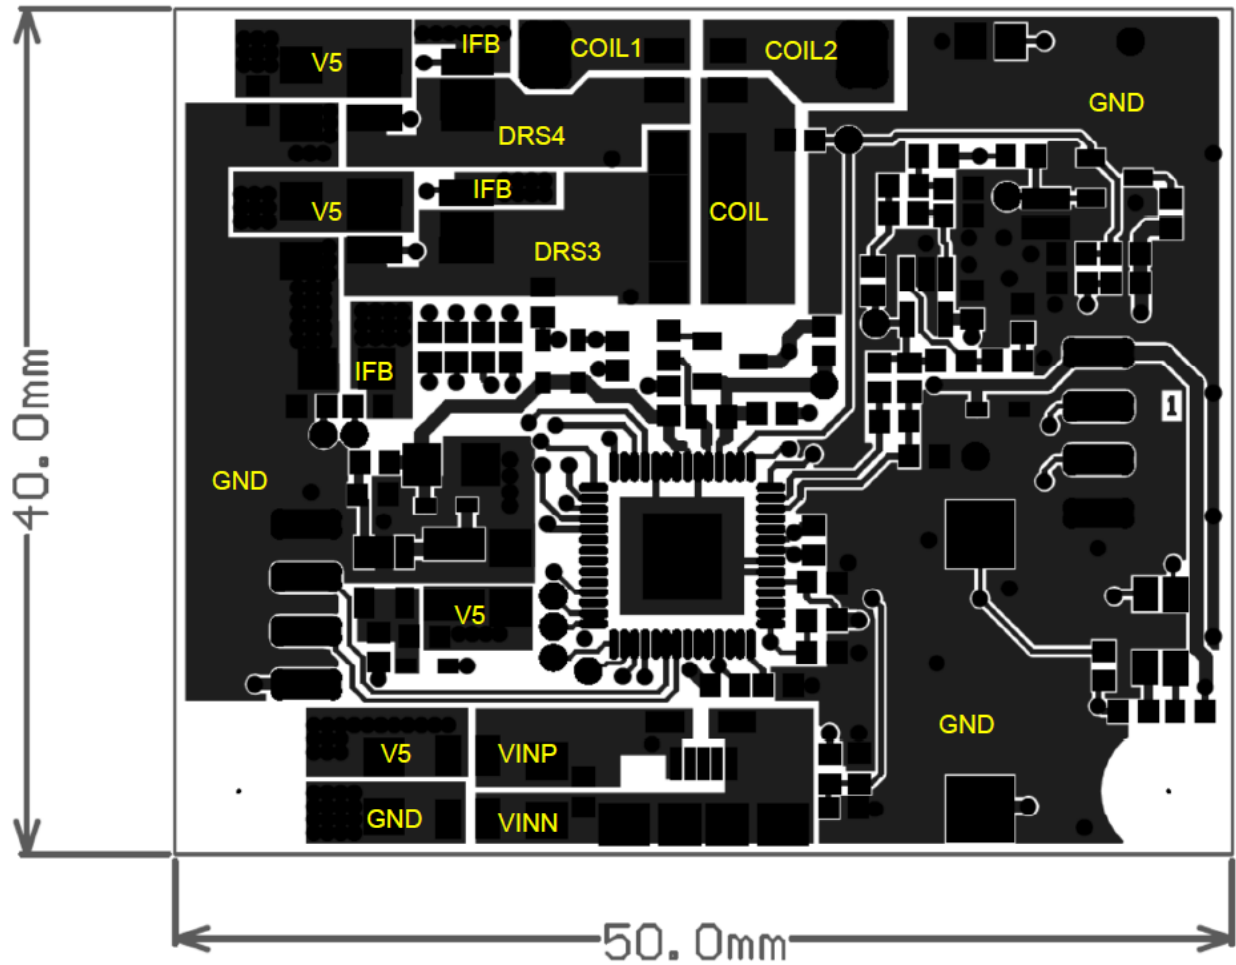 V5
IFB
COIL1
COIL2
GND
DRS4
V5
IFB
COIL
DRS3
IFB
1
GND
40.0mm
V5
GND
V5
VINP
GND
VINN
50.0mm